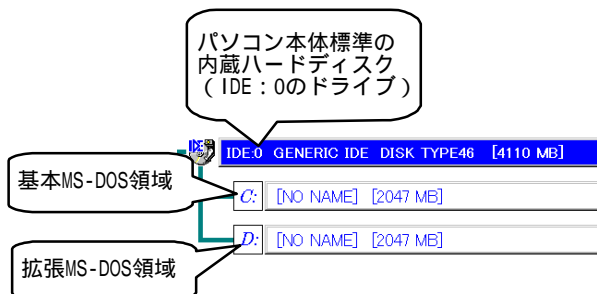 パソコン本体標準の
内蔵ハードディスク
（IDE：0のドライブ）
IDE:0 GENERIC IDE DISK TYPE46 [4110 MB]
基本MS-DOS領域
C: [NO NAME] [2047 MB]
D: [NO NAME] [2047 MB]
拡張MS-DOS領域